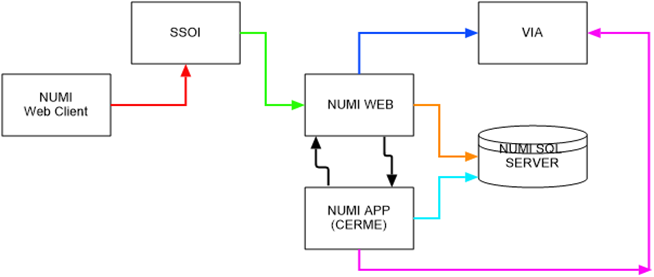 SSOI
VIA
NUMI
Web Client
NUMI WEB
NUMI SQL
SERVER
NUMI APP
(CERME)